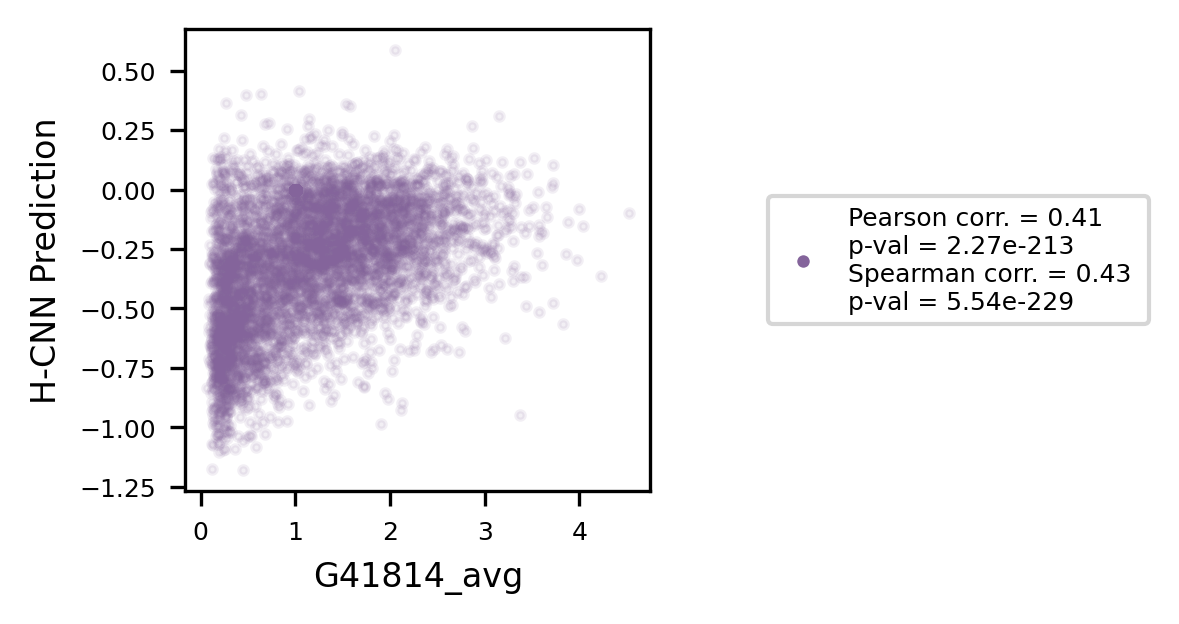 0.50
0.25
0.00
−0.25
−0.50
−0.75
−1.00
−1.25
H-CNN Prediction
0 1 2 3 4
G41814_avg
Pearson corr. = 0.41
p-val = 2.27e-213
Spearman corr. = 0.43
p-val = 5.54e-229